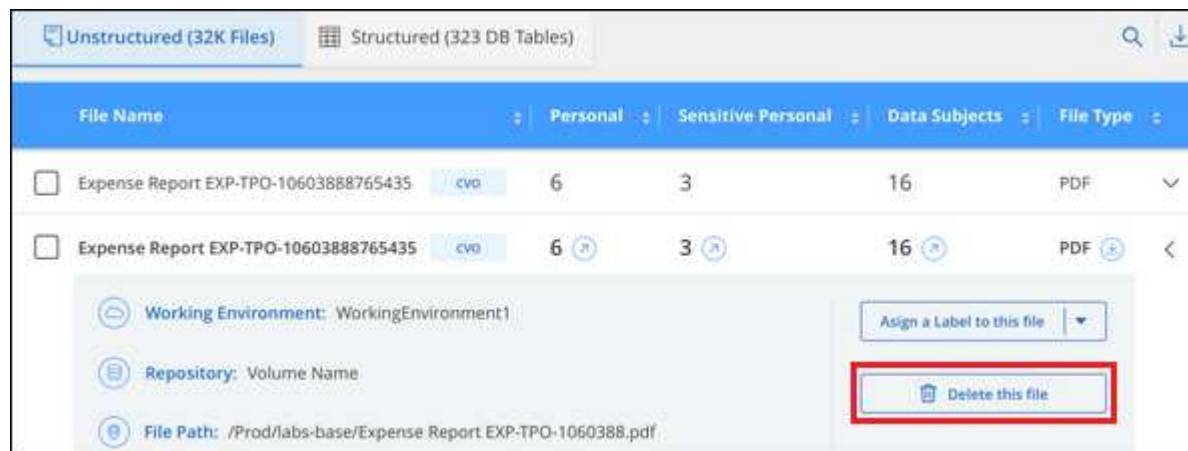 Unstructured (32K Files) Structured (323 DB Tables)
File Name Personal Sensitive Personal Data Subjects File Type
Expense Report EXP-TPO-10603888765435 CVO 6 3 16 PDF
Expense Report EXP-TPO-10603888765435 CVO 6 3 16 PDF
Working Environment: WorkingEnvironment1
Asign a Label to this file
Repository: Volume Name
Delete this file
File Path: /Prod/labs-base/Expense Report EXP-TPO-1060388.pdf